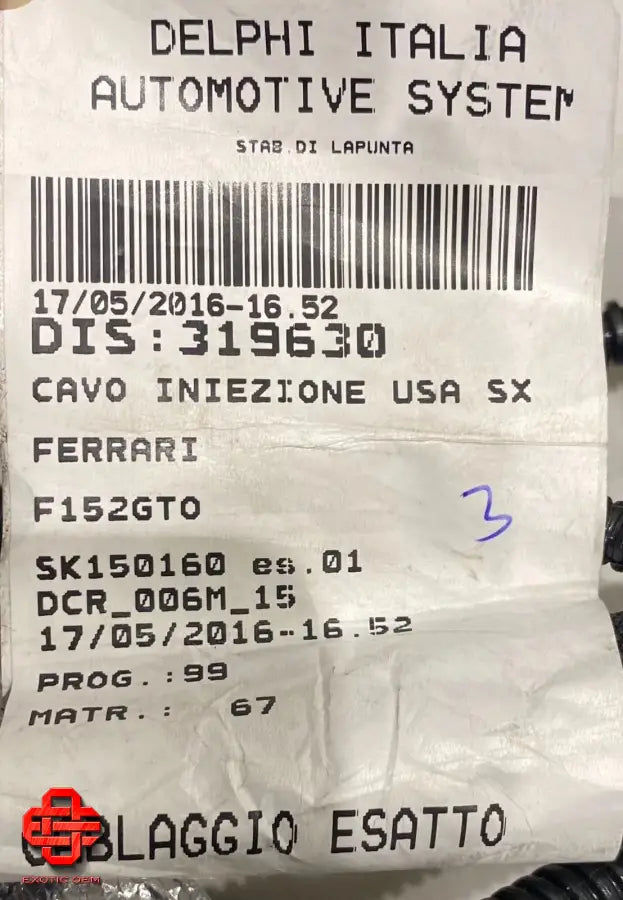 DELPHI ITALIA
AUTOMOTIVE SYSTEM
STAB.DI LAPUNTA
17/05/2016-16.52
DIS:319630
CAVO INIEZIONE USA SX
FERRARI
F152GTO
3
SK150160 es.01
DCR_006M_15
17/05/2016-16.52
PROG.:99
MATR.: 67
CABLAGGIO ESATTO
EXOTIC OEM